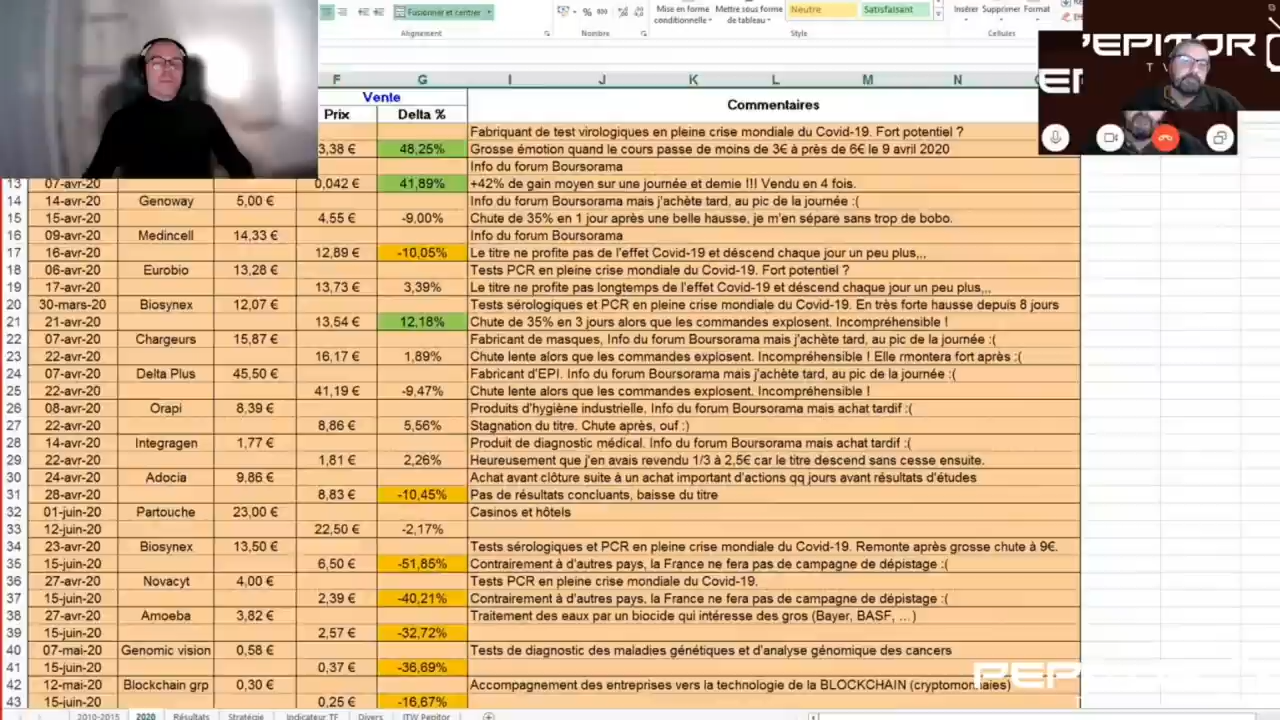 Fusionner et centrer
Mise en forme conditionnelle
Mettre sous forme de tableau
Neutre
Satisfaisant
Insérer Supprimer Format
Alignement
Nombre
Style
Cellules
PEPITOR
TV
F G I J K L M N
Vente
Commentaires
Prix Delta %
Fabriquant de test virologiques en pleine crise mondiale du Covid-19. Fort potentiel ?
3,38 € 48,25% Grosse émotion quand le cours passe de moins de 3€ à près de 6€ le 9 avril 2020
Info du forum Boursorama
13 07-avr-20 0,042 € 41,89% +42% de gain moyen sur une journée et demie !!! Vendu en 4 fois.
14 14-avr-20 Genoway 5,00 € Info du forum Boursorama mais j'achète tard, au pic de la journée :(
15 15-avr-20 4,55 € -9,00% Chute de 35% en 1 jour après une belle hausse, je m'en sépare sans trop de bobo.
16 09-avr-20 Medincell 14,33 € Info du forum Boursorama
17 16-avr-20 12,89 € -10,05% Le titre ne profite pas de l'effet Covid-19 et déscend chaque jour un peu plus,,,
18 06-avr-20 Eurobio 13,28 € Tests PCR en pleine crise mondiale du Covid-19. Fort potentiel ?
19 17-avr-20 13,73 € 3,39% Le titre ne profite pas longtemps de l'effet Covid-19 et déscend chaque jour un peu plus,,,
20 30-mars-20 Biosynex 12,07 € Tests sérologiques et PCR en pleine crise mondiale du Covid-19. En très forte hausse depuis 8 jours
21 21-avr-20 13,54 € 12,18% Chute de 35% en 3 jours alors que les commandes explosent. Incompréhensible !
22 07-avr-20 Chargeurs 15,87 € Fabricant de masques, Info du forum Boursorama mais j'achète tard, au pic de la journée :(
23 22-avr-20 16,17 € 1,89% Chute lente alors que les commandes explosent. Incompréhensible ! Elle rmontera fort après :(
24 07-avr-20 Delta Plus 45,50 € Fabricant d'EPI. Info du forum Boursorama mais j'achète tard, au pic de la journée :(
25 22-avr-20 41,19 € -9,47% Chute lente alors que les commandes explosent. Incompréhensible !
26 08-avr-20 Orapi 8,39 € Produits d'hygiène industrielle, Info du forum Boursorama mais achat tardif :(
27 22-avr-20 8,86 € 5,56% Stagnation du titre. Chute après, ouf :)
28 14-avr-20 Integragen 1,77 € Produit de diagnostic médical. Info du forum Boursorama mais achat tardif :(
29 22-avr-20 1,81 € 2,26% Heureusement que j'en avais revendu 1/3 à 2,5€ car le titre descend sans cesse ensuite.
30 24-avr-20 Adocia 9,86 € Achat avant clôture suite à un achat important d'actions qq jours avant résultats d'études
31 28-avr-20 8,83 € -10,45% Pas de résultats concluants, baisse du titre
32 01-juin-20 Partouche 23,00 € Casinos et hôtels
33 12-juin-20 22,50 € -2,17%
34 23-avr-20 Biosynex 13,50 € Tests sérologiques et PCR en pleine crise mondiale du Covid-19. Remonte après grosse chute à 9€.
35 15-juin-20 6,50 € -51,85% Contrairement à d'autres pays, la France ne fera pas de campagne de dépistage :(
36 27-avr-20 Novacyt 4,00 € Tests PCR en pleine crise mondiale du Covid-19.
37 15-juin-20 2,39 € -40,21% Contrairement à d'autres pays, la France ne fera pas de campagne de dépistage :(
38 27-avr-20 Amoeba 3,82 € Traitement des eaux par un biocide qui intéresse des gros (Bayer, BASF, ...)
39 15-juin-20 2,57 € -32,72%
40 07-mai-20 Genomic vision 0,58 € Tests de diagnostic des maladies génétiques et d'analyse génomique des cancers
41 15-juin-20 0,37 € -36,69%
42 12-mai-20 Blockchain grp 0,30 € Accompagnement des entreprises vers la technologie de la BLOCKCHAIN (cryptomonnaies)
43 15-juin-20 0,25 € -16,67%
2010-2015 2020 Résultats Stratégie Indicateur TF Divers ITW Pepitor